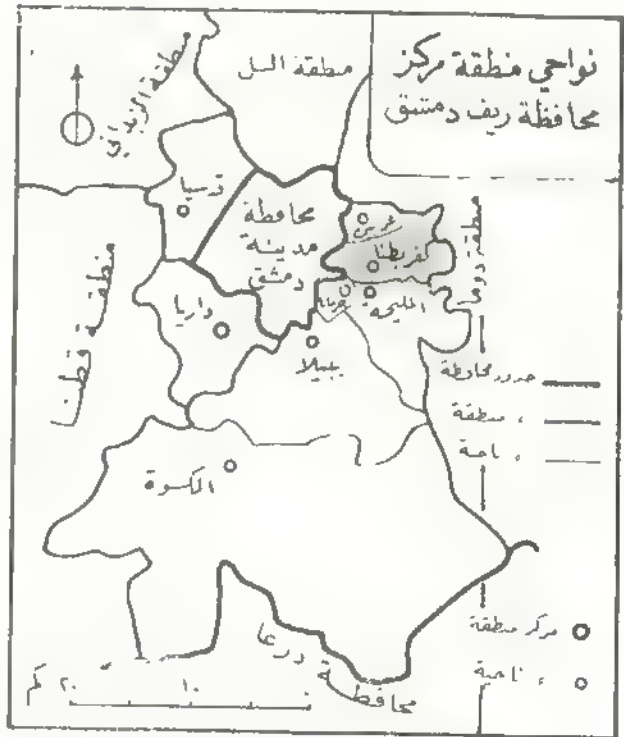 نواحي منطقة مركز
محافظة ريف دمشق
منطقة التل
منطقة الزبداني
قدسيا
محافظة
مدينة
دمشق
عربين
كفربطنا
منطقة دوما
المليحة
جرمانا
داريا
ببيلا
منطقة قطنا
حدود محافظة
، منطقة
، ناحية
الكسوة
مركز منطقة
، ناحية
محافظة درعا
٢٠ كم
١٠